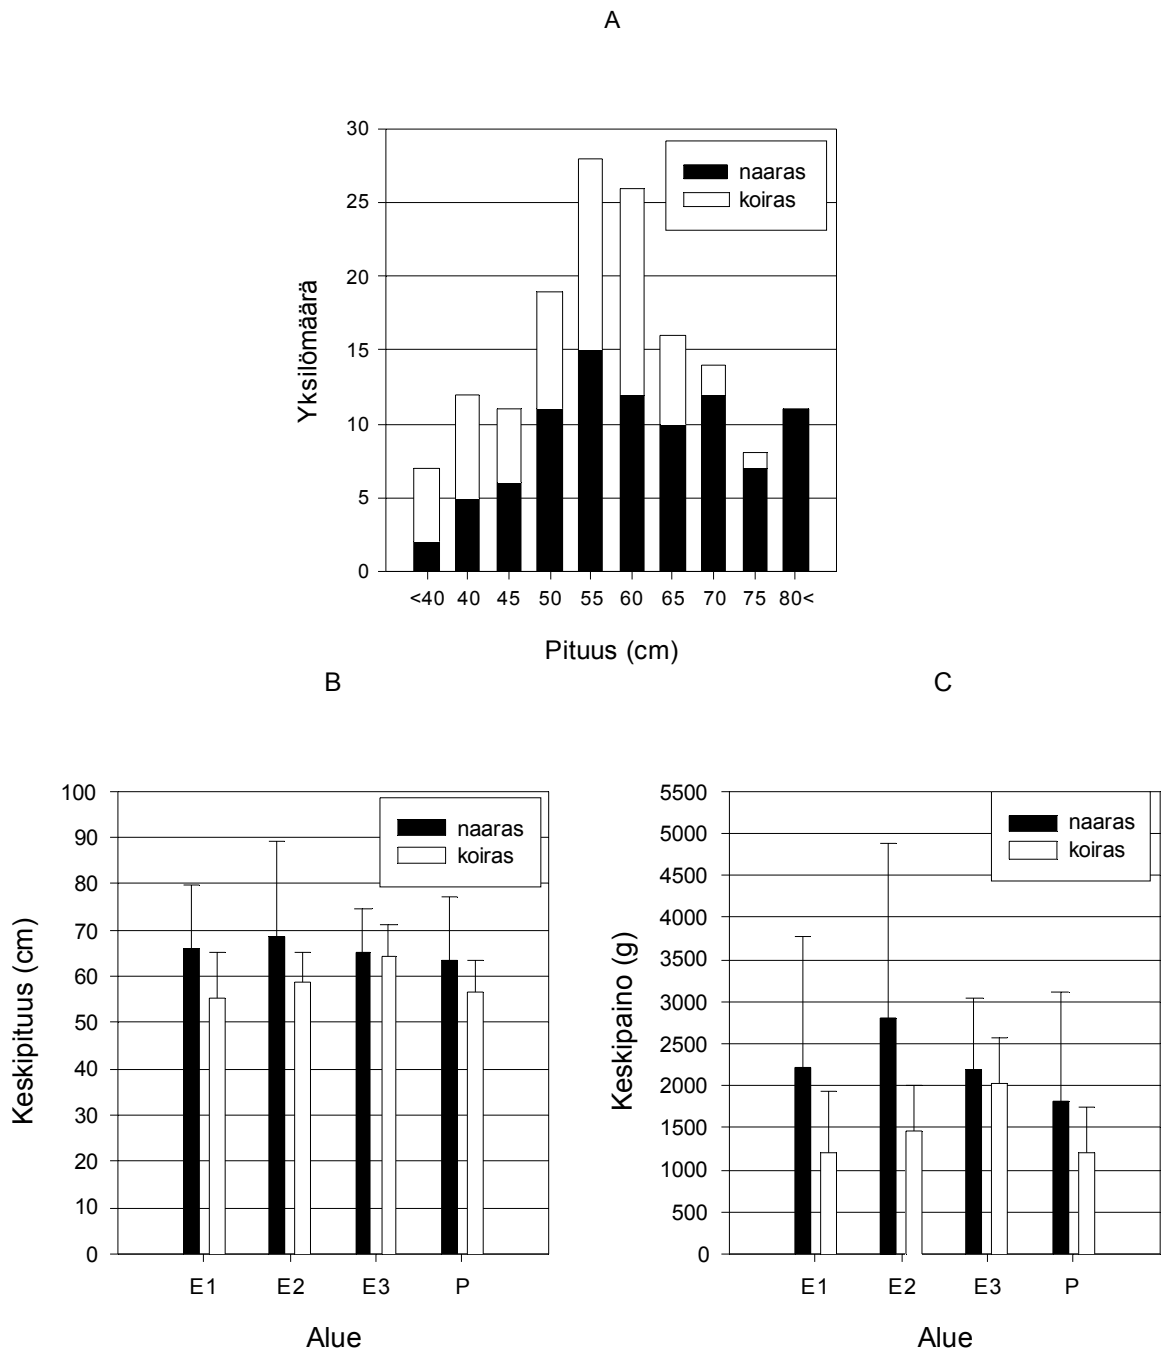 A
30
25
20
15
10
5
0
Yksilömäärä
naaras
koiras
<40 40 45 50 55 60 65 70 75 80<
Pituus (cm)
B
100
90
80
70
60
50
40
30
20
10
0
Keskipituus (cm)
naaras
koiras
E1 E2 E3 P
Alue
C
5500
5000
4500
4000
3500
3000
2500
2000
1500
1000
500
0
Keskipaino (g)
naaras
koiras
E1 E2 E3 P
Alue